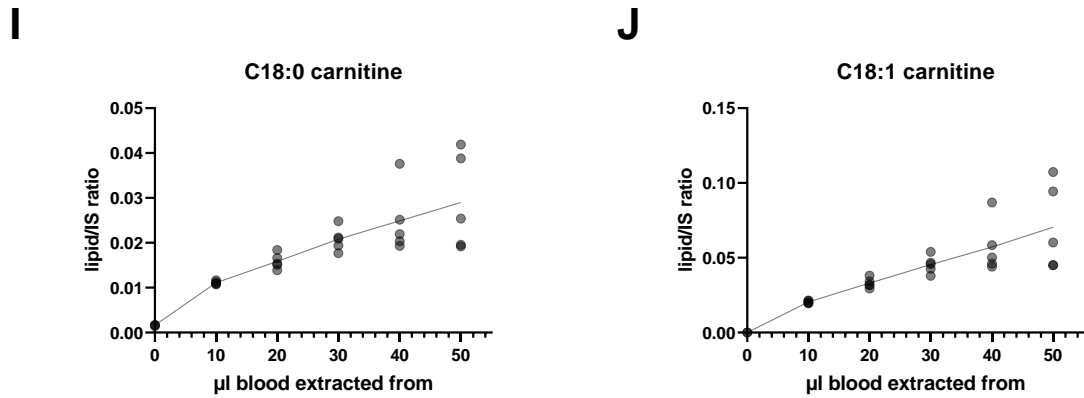 I
C18:0 carnitine
lipid/IS ratio
0.05
0.04
0.03
0.02
0.01
0.00
0 10 20 30 40 50
µl blood extracted from
J
C18:1 carnitine
lipid/IS ratio
0.15
0.10
0.05
0.00
0 10 20 30 40 50
µl blood extracted from